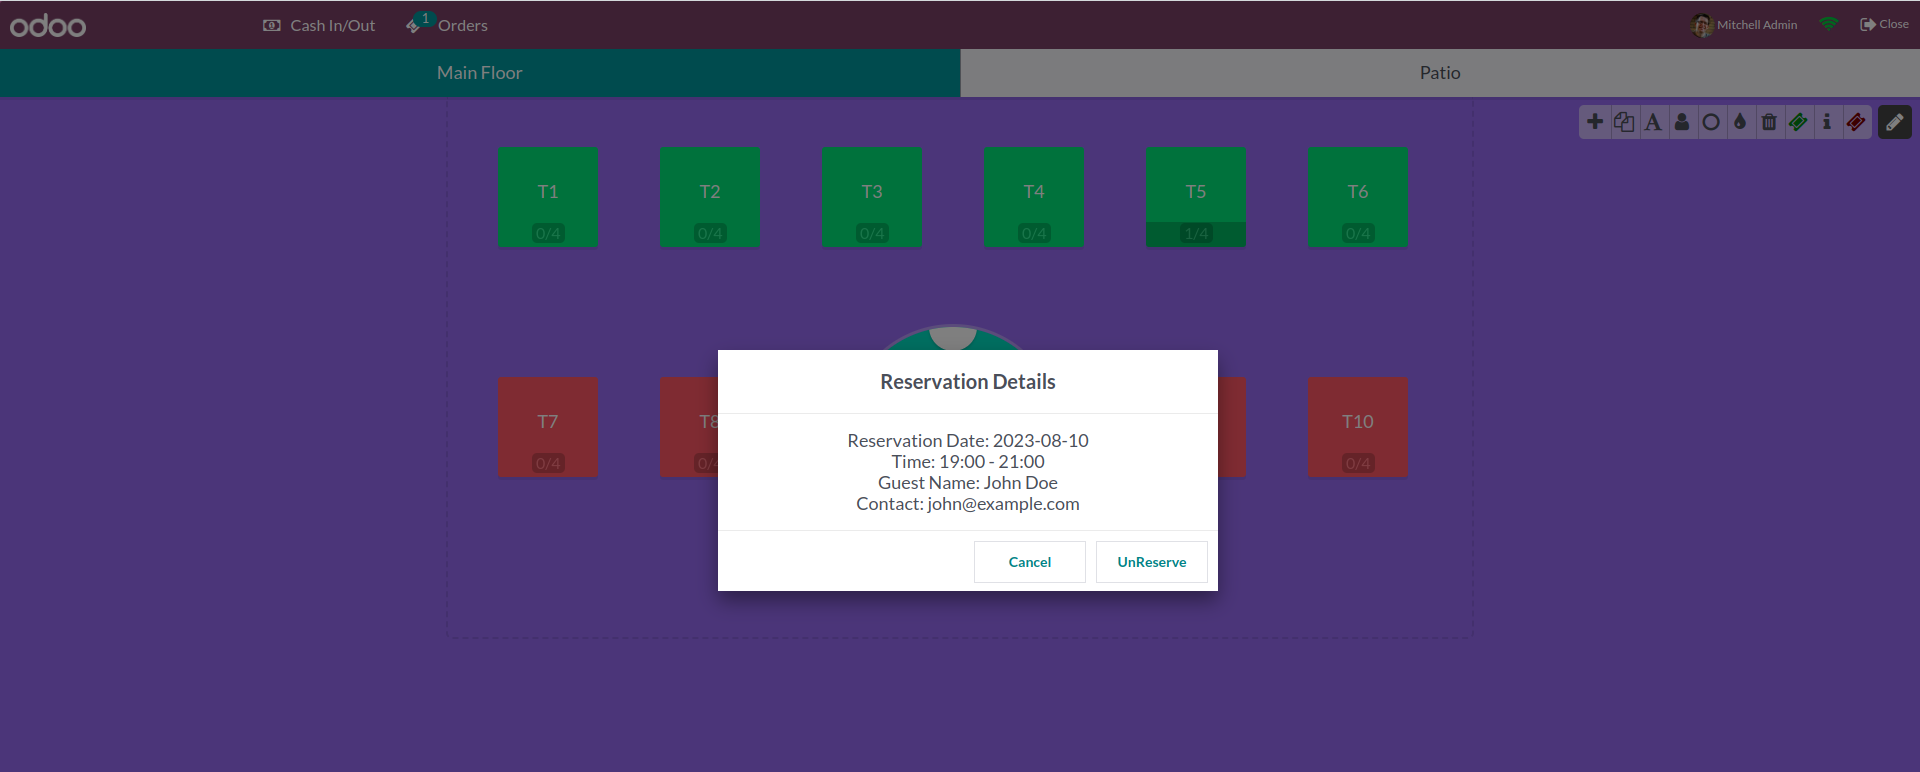 odoo
Cash In/Out
1
Orders
Mitchell Admin
Close
Main Floor
Patio
T1
T2
T3
T4
T5
T6
0/4
0/4
0/4
0/4
1/4
0/4
T7
T8
T10
0/4
0/4
Reservation Details
Reservation Date: 2023-08-10
Time: 19:00 - 21:00
Guest Name: John Doe
Contact: john@example.com
Cancel
UnReserve